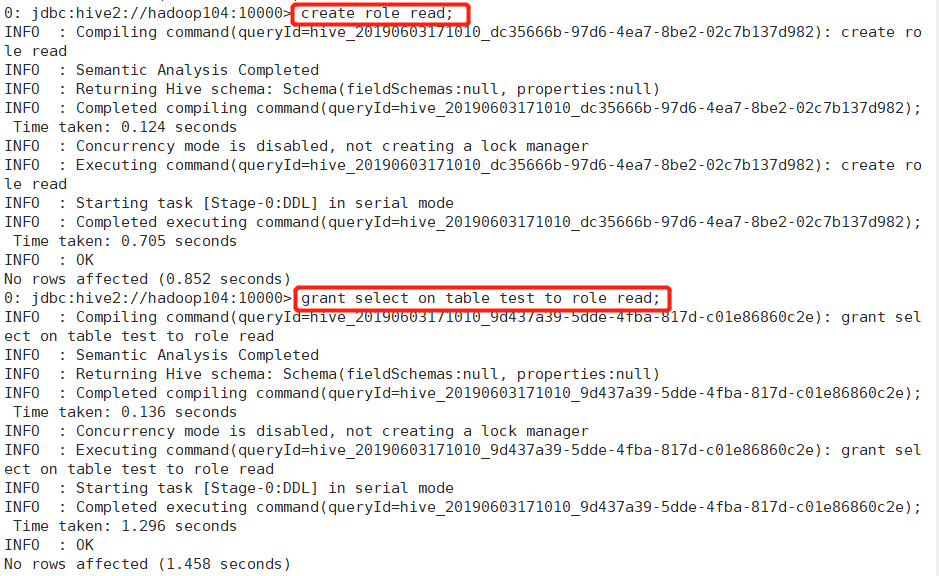 0: jdbc:hive2://hadoop104:10000> create role read;
INFO  : Compiling command(queryId=hive_20190603171010_dc35666b-97d6-4ea7-8be2-02c7b137d982): create ro
le read
INFO  : Semantic Analysis Completed
INFO  : Returning Hive schema: Schema(fieldSchemas:null, properties:null)
INFO  : Completed compiling command(queryId=hive_20190603171010_dc35666b-97d6-4ea7-8be2-02c7b137d982);
 Time taken: 0.124 seconds
INFO  : Concurrency mode is disabled, not creating a lock manager
INFO  : Executing command(queryId=hive_20190603171010_dc35666b-97d6-4ea7-8be2-02c7b137d982): create ro
le read
INFO  : Starting task [Stage-0:DDL] in serial mode
INFO  : Completed executing command(queryId=hive_20190603171010_dc35666b-97d6-4ea7-8be2-02c7b137d982);
 Time taken: 0.705 seconds
INFO  : OK
No rows affected (0.852 seconds)
0: jdbc:hive2://hadoop104:10000> grant select on table test to role read;
INFO  : Compiling command(queryId=hive_20190603171010_9d437a39-5dde-4fba-817d-c01e86860c2e): grant sel
ect on table test to role read
INFO  : Semantic Analysis Completed
INFO  : Returning Hive schema: Schema(fieldSchemas:null, properties:null)
INFO  : Completed compiling command(queryId=hive_20190603171010_9d437a39-5dde-4fba-817d-c01e86860c2e);
 Time taken: 0.136 seconds
INFO  : Concurrency mode is disabled, not creating a lock manager
INFO  : Executing command(queryId=hive_20190603171010_9d437a39-5dde-4fba-817d-c01e86860c2e): grant sel
ect on table test to role read
INFO  : Starting task [Stage-0:DDL] in serial mode
INFO  : Completed executing command(queryId=hive_20190603171010_9d437a39-5dde-4fba-817d-c01e86860c2e);
 Time taken: 1.296 seconds
INFO  : OK
No rows affected (1.458 seconds)